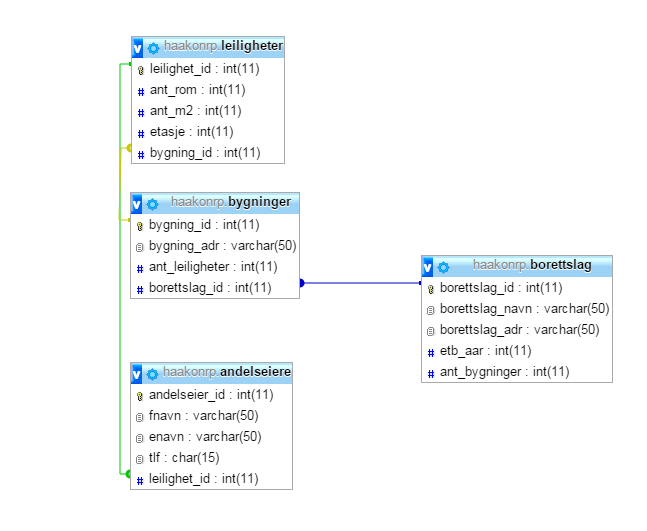 v haakonrp.leiligheter
leilighet_id : int(11)
# ant_rom : int(11)
# ant_m2 : int(11)
# etasje : int(11)
# bygning_id : int(11)
v haakonrp.bygninger
bygning_id : int(11)
bygning_adr : varchar(50)
# ant_leiligheter : int(11)
# borettslag_id : int(11)
v haakonrp.borettslag
borettslag_id : int(11)
borettslag_navn : varchar(50)
borettslag_adr : varchar(50)
# etb_aar : int(11)
# ant_bygninger : int(11)
v haakonrp.andelseiere
andelseier_id : int(11)
fnavn : varchar(50)
enavn : varchar(50)
tlf : char(15)
# leilighet_id : int(11)